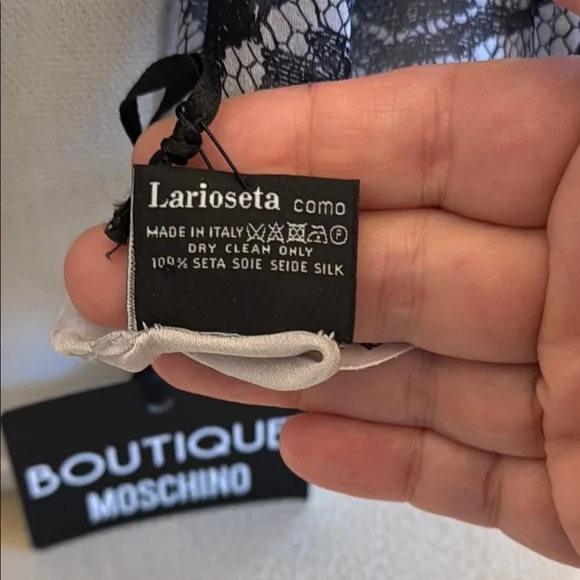 Larioseta como
MADE IN ITALY Ⓟ
DRY CLEAN ONLY
100% SETA SOIE SEIDE SILK
BOUTIQUE
MOSCHINO